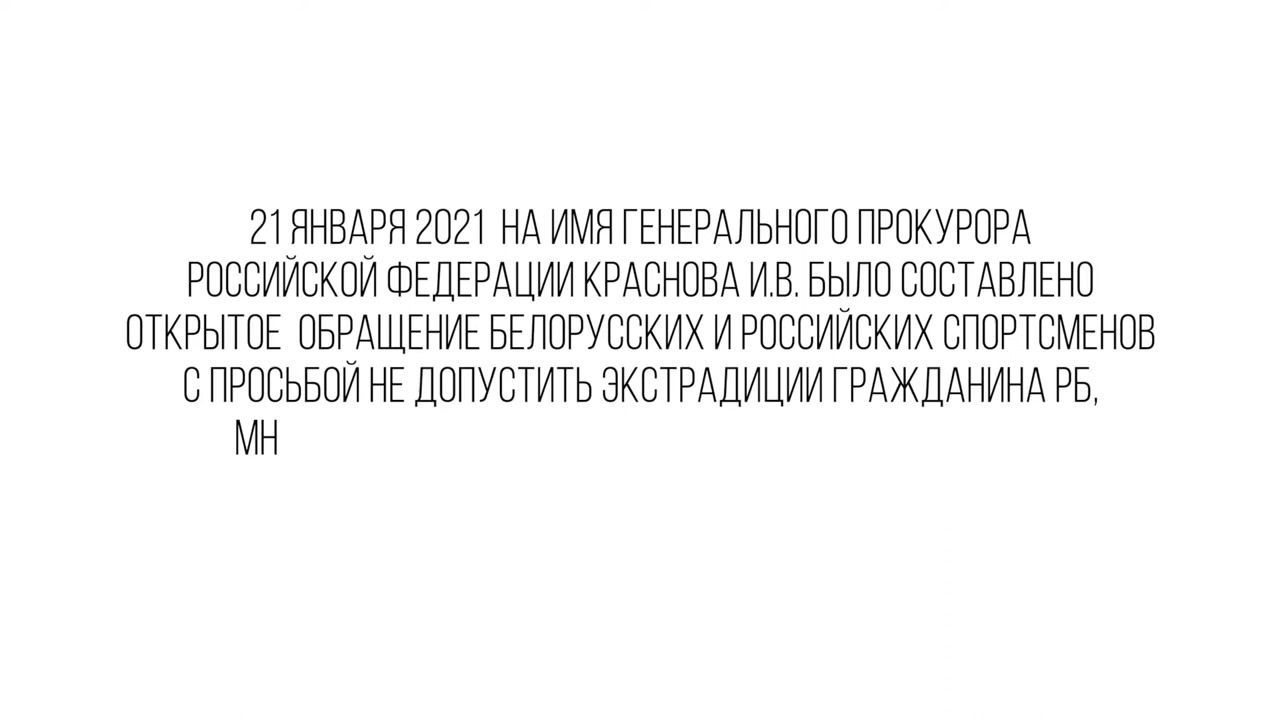 21 ЯНВАРЯ 2021 НА ИМЯ ГЕНЕРАЛЬНОГО ПРОКУРОРА
РОССИЙСКОЙ ФЕДЕРАЦИИ КРАСНОВА И.В. БЫЛО СОСТАВЛЕНО
ОТКРЫТОЕ ОБРАЩЕНИЕ БЕЛОРУССКИХ И РОССИЙСКИХ СПОРТСМЕНОВ
С ПРОСЬБОЙ НЕ ДОПУСТИТЬ ЭКСТРАДИЦИИ ГРАЖДАНИНА РБ,
МН